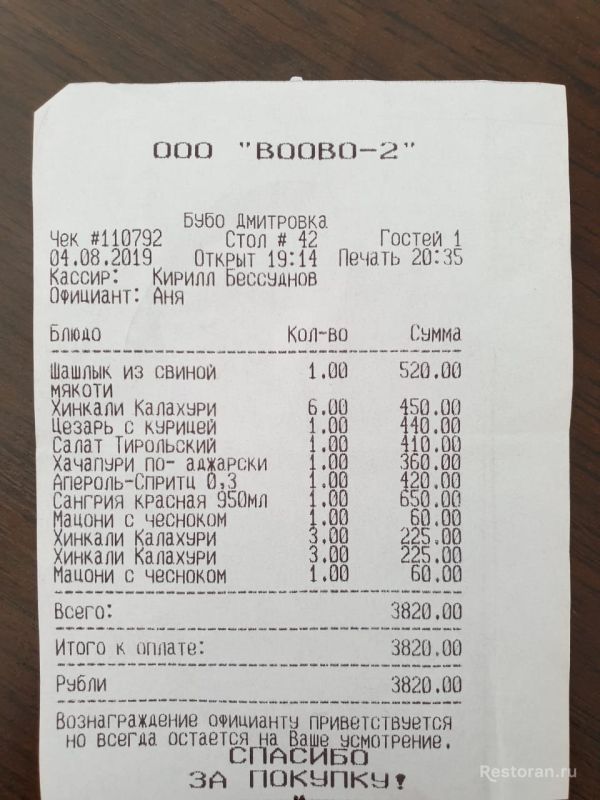 ООО "ВООВО-2"
Бубо Дмитровка
Чек #110792 Стол # 42 Гостей 1
04.08.2019 Открыт 19:14 Печать 20:35
Кассир: Кирилл Бессуднов
Официант: Аня
Блюдо Кол-во Сумма
Шашлык из свиной 1.00 520.00
мякоти
Хинкали Калахури 6.00 450.00
Цезарь с курицей 1.00 440.00
Салат Тирольский 1.00 410.00
Хачапури по- аджарски 1.00 360.00
Апероль-Спритц 0,3 1.00 420.00
Сангрия красная 950мл 1.00 650.00
Мацони с чесноком 1.00 60.00
Хинкали Калахури 3.00 225.00
Хинкали Калахури 3.00 225.00
Мацони с чесноком 1.00 60.00
Всего: 3820.00
Итого к оплате: 3820.00
Рубли 3820.00
Вознаграждение официанту приветствуется
но всегда остается на Ваше усмотрение.
СПАСИБО
ЗА ПОКУПКУ!
Restoran.ru